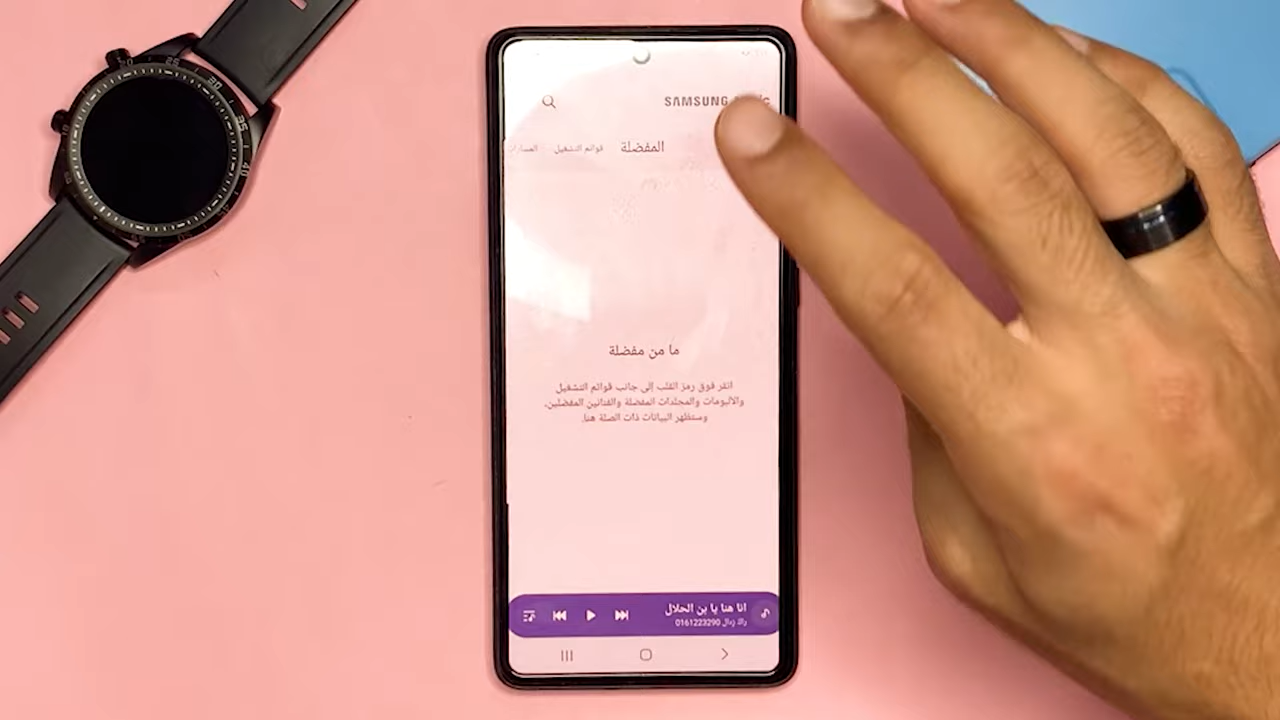 SAMSUNG
المفضلة
قوائم التشغيل
ما من مفضلة
انقر فوق رمز القلب إلى جانب قوائم التشغيل
والألبومات والمجلدات المفضلة والفنانين المفضلين،
وستظهر البيانات ذات الصلة هنا.
انا هنا يا بن الحلال
0161223290